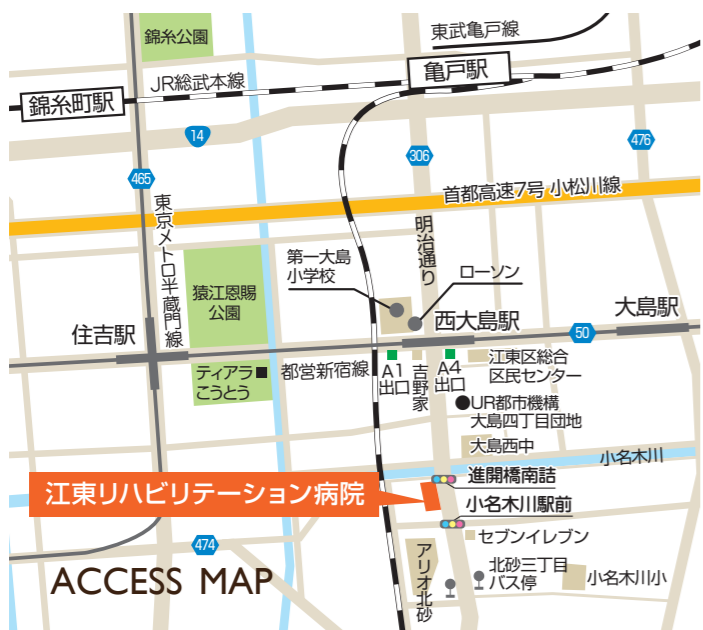 錦糸公園
東武亀戸線
亀戸駅
JR総武本線
錦糸町駅
14
306
476
465
首都高速7号 小松川線
東京メトロ半蔵門線
明治通り
第一大島
小学校
ローソン
猿江恩賜
公園
西大島駅
大島駅
50
住吉駅
都営新宿線
A1
出口
吉野家
A4
出口
江東区総合
区民センター
ティアラ
こうとう
UR都市機構
大島四丁目団地
大島西中
小名木川
進開橋南詰
江東リハビリテーション病院
小名木川駅前
セブンイレブン
474
アリオ北砂
北砂三丁目
バス停
小名木川小
ACCESS MAP